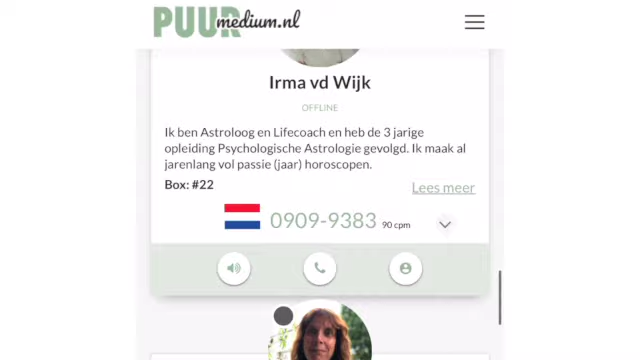 PUURmedium.nl
Irma vd Wijk
OFFLINE
Ik ben Astroloog en Lifecoach en heb de 3 jarige
opleiding Psychologische Astrologie gevolgd. Ik maak al
jarenlang vol passie (jaar) horoscopen.
Box: #22
Lees meer
0909-9383 90 cpm